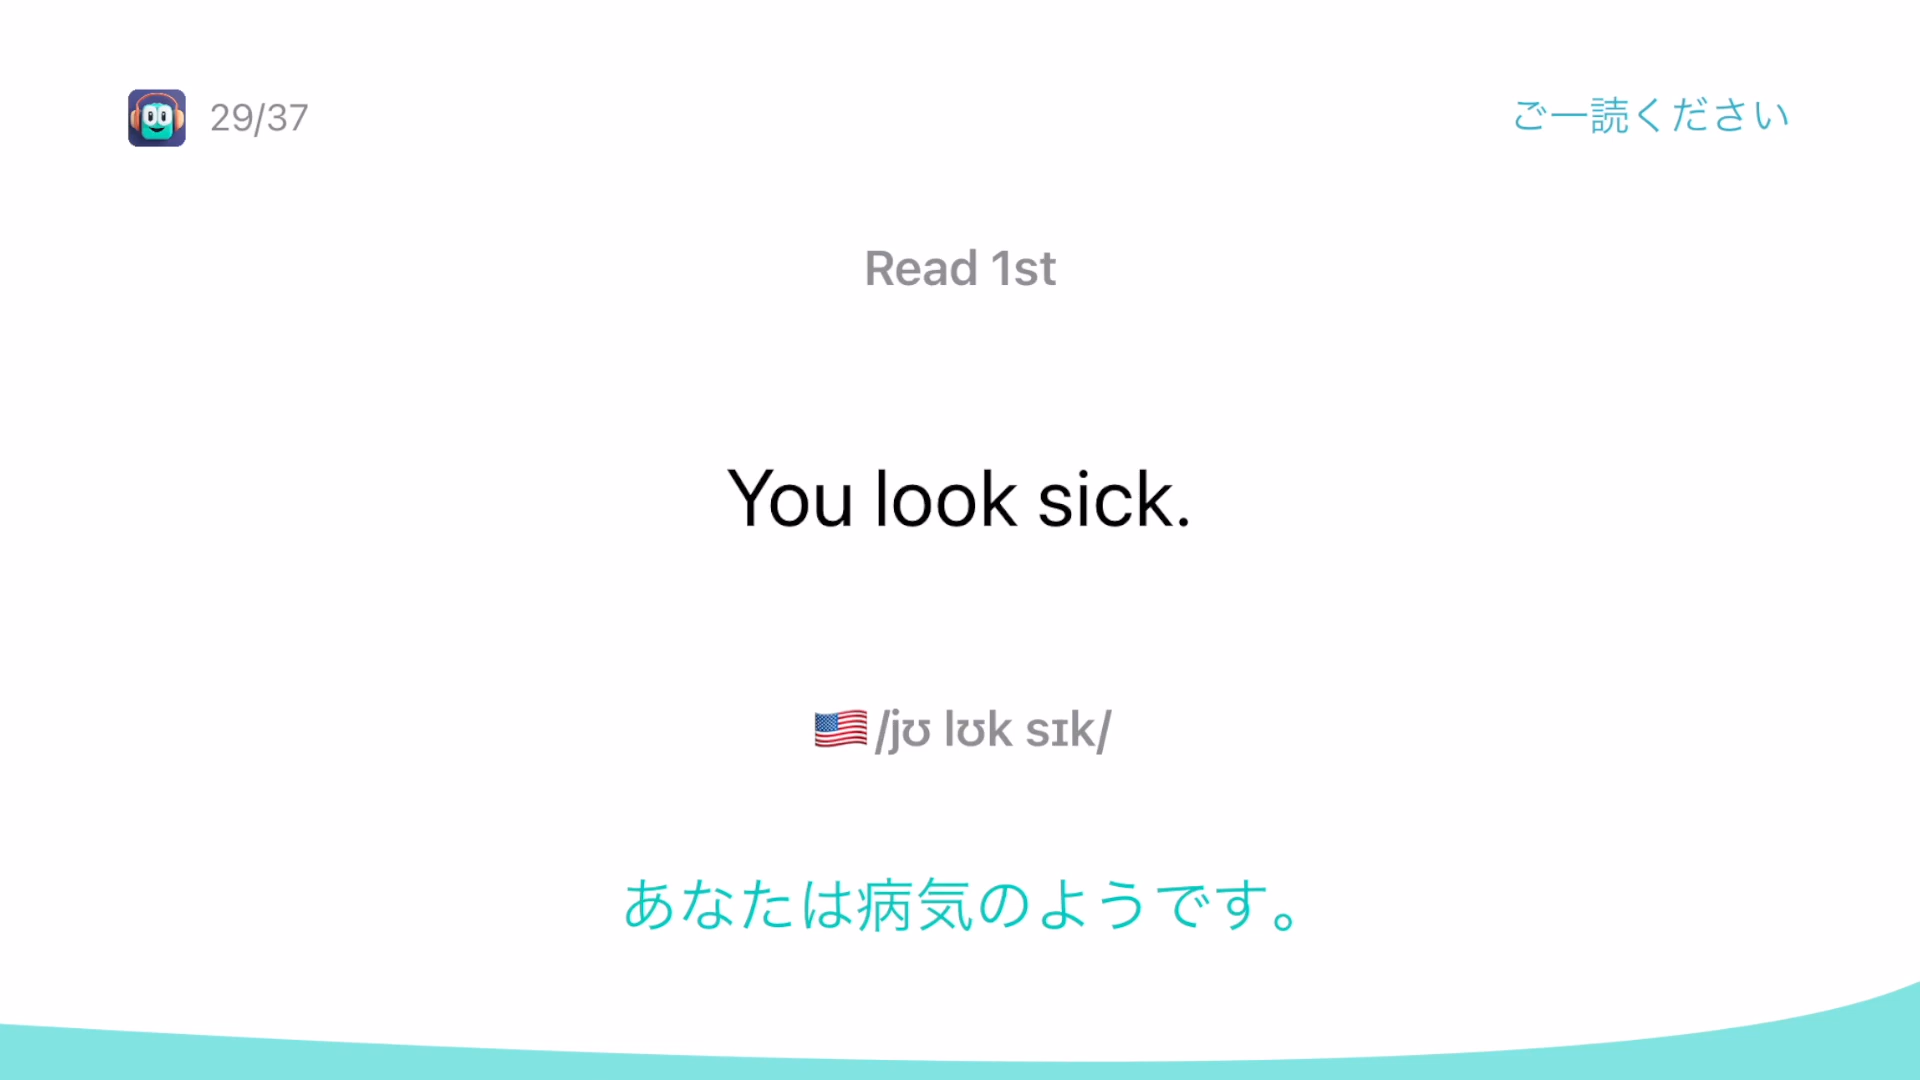 29/37
ご一読ください
Read 1st
You look sick.
🇺🇸/jʊ lʊk sɪk/
あなたは病気のようです。